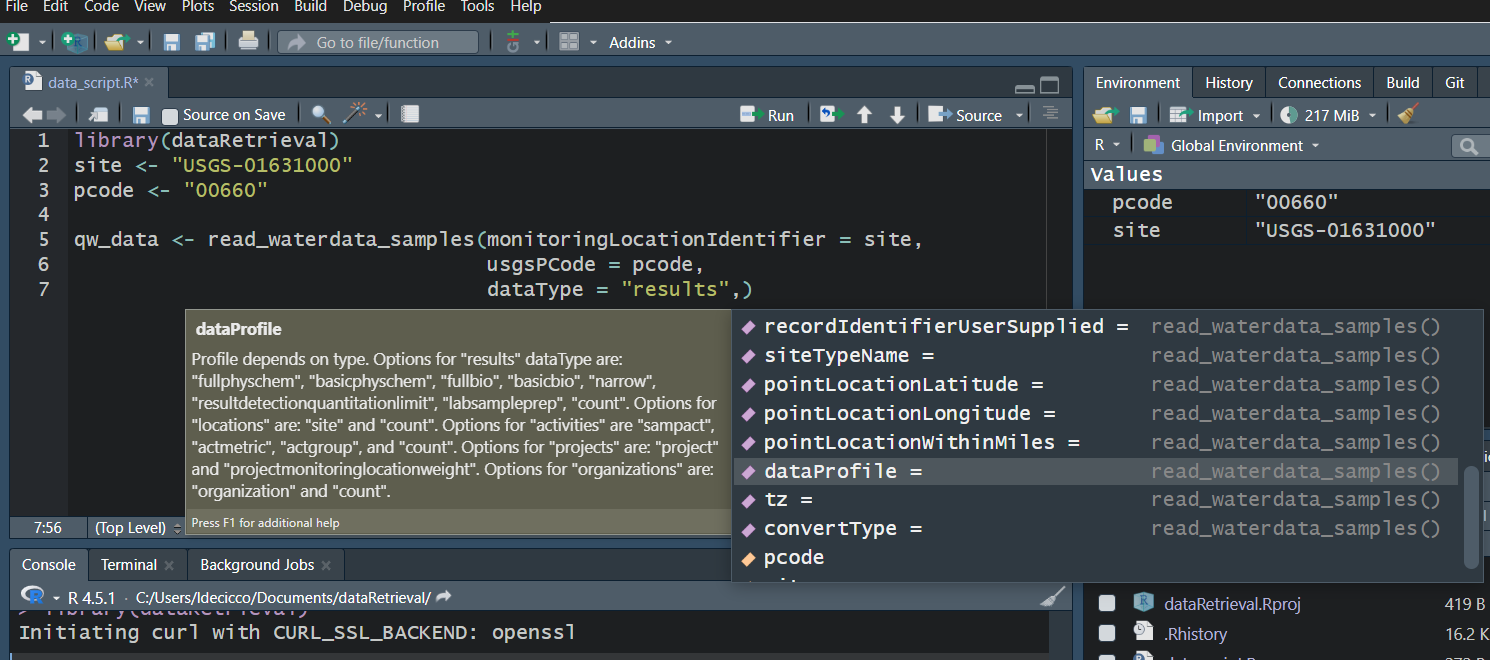 File Edit Code View Plots Session Build Debug Profile Tools Help
Go to file/function Addins
data_script.R*
Source on Save Run Source
1 library(dataRetrieval)
2 site <- "USGS-01631000"
3 pcode <- "00660"
4
5 qw_data <- read_waterdata_samples(monitoringLocationIdentifier = site,
6 usgsPCode = pcode,
7 dataType = "results",)
dataProfile
Profile depends on type. Options for "results" dataType are:
"fullphyschem", "basicphyschem", "fullbio", "basicbio", "narrow",
"resultdetectionquantitationlimit", "labsampleprep", "count". Options for
"locations" are: "site" and "count". Options for "activities" are "sampact",
"actmetric", "actgroup", and "count". Options for "projects" are: "project"
and "projectmonitoringlocationweight". Options for "organizations" are:
"organization" and "count".
Press F1 for additional help
recordIdentifierUserSupplied = read_waterdata_samples()
siteTypeName = read_waterdata_samples()
pointLocationLatitude = read_waterdata_samples()
pointLocationLongitude = read_waterdata_samples()
pointLocationWithinMiles = read_waterdata_samples()
dataProfile = read_waterdata_samples()
tz = read_waterdata_samples()
convertType = read_waterdata_samples()
pcode
7:56 (Top Level)
Console Terminal Background Jobs
R 4.5.1 · C:/Users/ldecicco/Documents/dataRetrieval/
> library(dataRetrieval)
Initiating curl with CURL_SSL_BACKEND: openssl
Environment History Connections Build Git
Import 217 MiB
R Global Environment
Values
pcode "00660"
site "USGS-01631000"
dataRetrieval.Rproj 419 B
.Rhistory 16.2 K